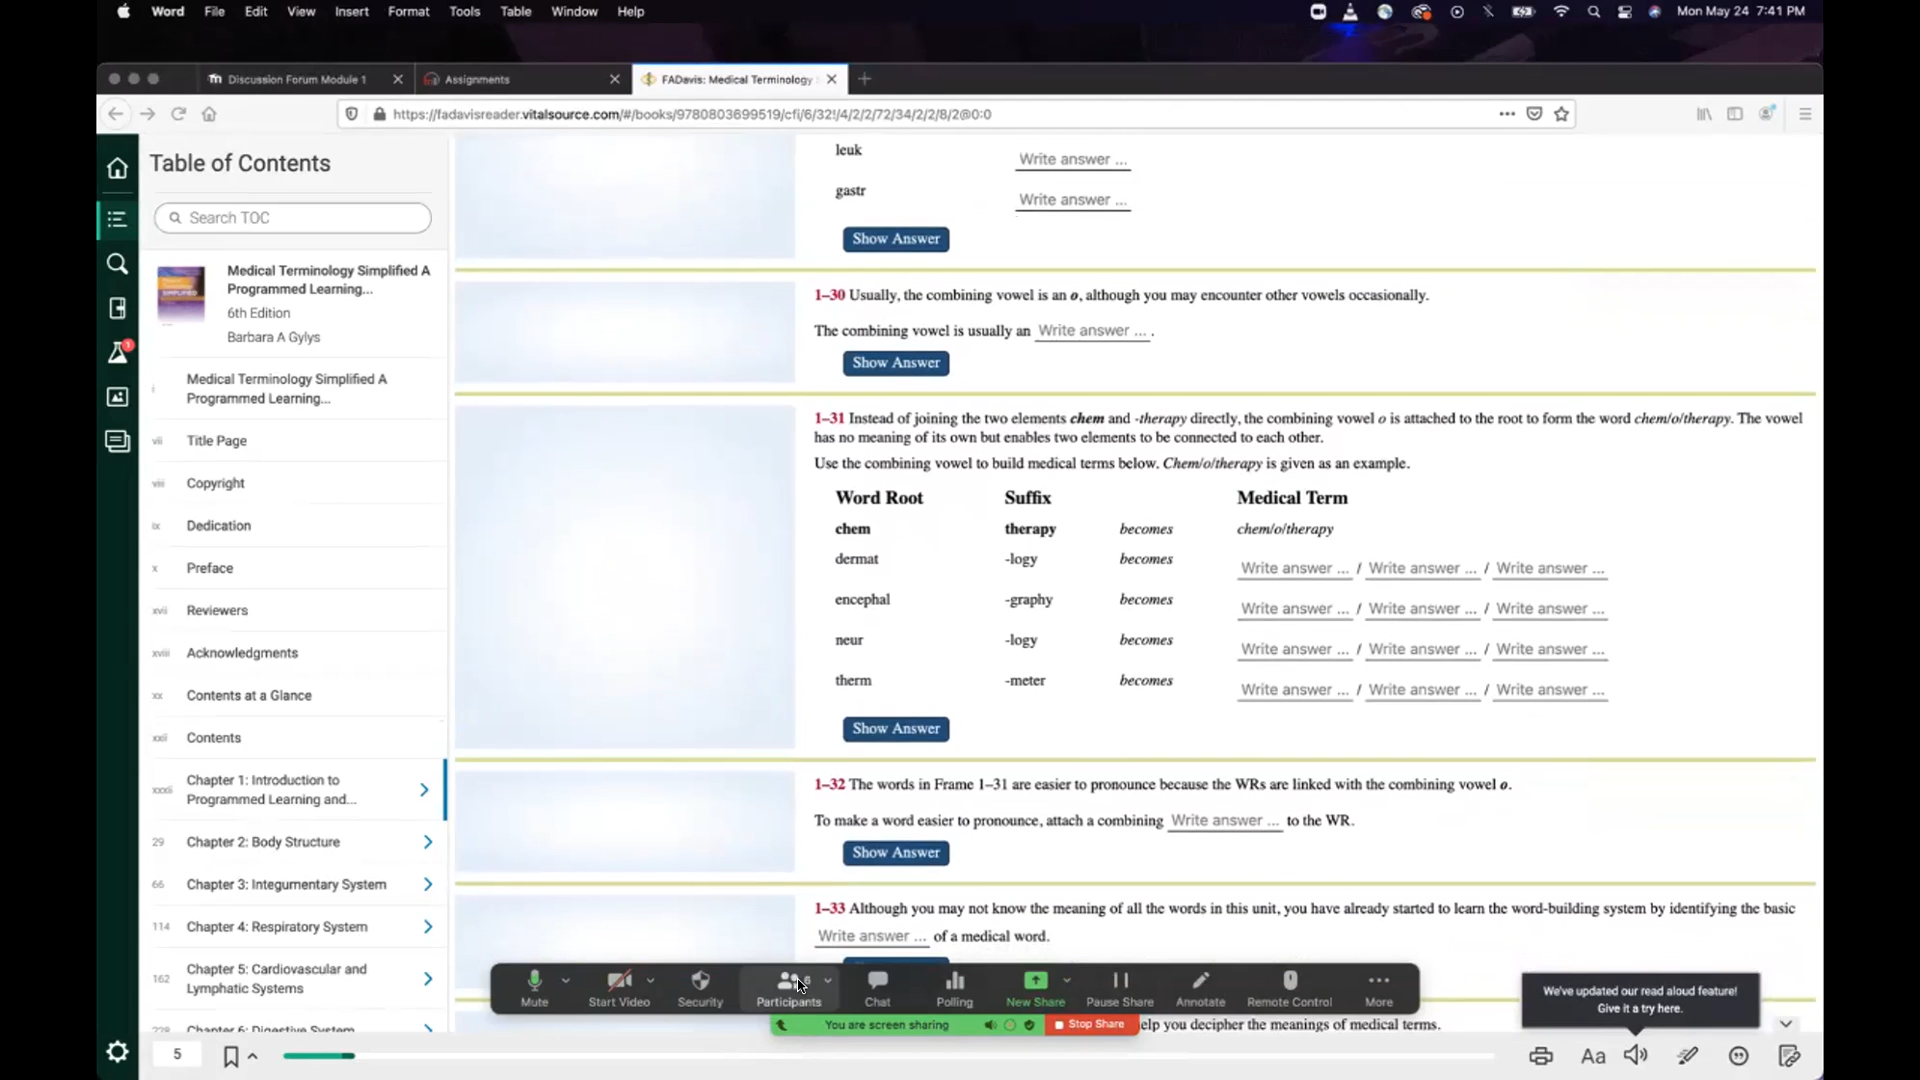 Word File Edit View Insert Format Tools Table Window Help Mon May 24 7:41 PM
Discussion Forum Module 1 Assignments FADavis: Medical Terminology
https://fadavisreader.vitalsource.com/#/books/9780803699519/cfi/6/32!/4/2/2/72/34/2/2/8/2@0:0
Table of Contents
Search TOC
Medical Terminology Simplified A
Programmed Learning...
6th Edition
Barbara A Gylys
i Medical Terminology Simplified A
Programmed Learning...
vii Title Page
viii Copyright
ix Dedication
x Preface
xvii Reviewers
xviii Acknowledgments
xx Contents at a Glance
xxii Contents
Chapter 1: Introduction to
Programmed Learning and...
29 Chapter 2: Body Structure
66 Chapter 3: Integumentary System
114 Chapter 4: Respiratory System
162 Chapter 5: Cardiovascular and
Lymphatic Systems
228 Chapter 6: Digestive System
leuk Write answer ...
gastr Write answer ...
Show Answer
1–30 Usually, the combining vowel is an o, although you may encounter other vowels occasionally.
The combining vowel is usually an Write answer ... .
Show Answer
1–31 Instead of joining the two elements chem and -therapy directly, the combining vowel o is attached to the root to form the word chem/o/therapy. The vowel
has no meaning of its own but enables two elements to be connected to each other.
Use the combining vowel to build medical terms below. Chem/o/therapy is given as an example.
Word Root Suffix Medical Term
chem therapy becomes chem/o/therapy
dermat -logy becomes Write answer ... / Write answer ... / Write answer ...
encephal -graphy becomes Write answer ... / Write answer ... / Write answer ...
neur -logy becomes Write answer ... / Write answer ... / Write answer ...
therm -meter becomes Write answer ... / Write answer ... / Write answer ...
Show Answer
1–32 The words in Frame 1–31 are easier to pronounce because the WRs are linked with the combining vowel o.
To make a word easier to pronounce, attach a combining Write answer ... to the WR.
Show Answer
1–33 Although you may not know the meaning of all the words in this unit, you have already started to learn the word-building system by identifying the basic
Write answer ... of a medical word.
Mute Start Video Security Participants Chat Polling New Share Pause Share Annotate Remote Control More
You are screen sharing Stop Share
elp you decipher the meanings of medical terms.
We've updated our read aloud feature!
Give it a try here.
5 Aa